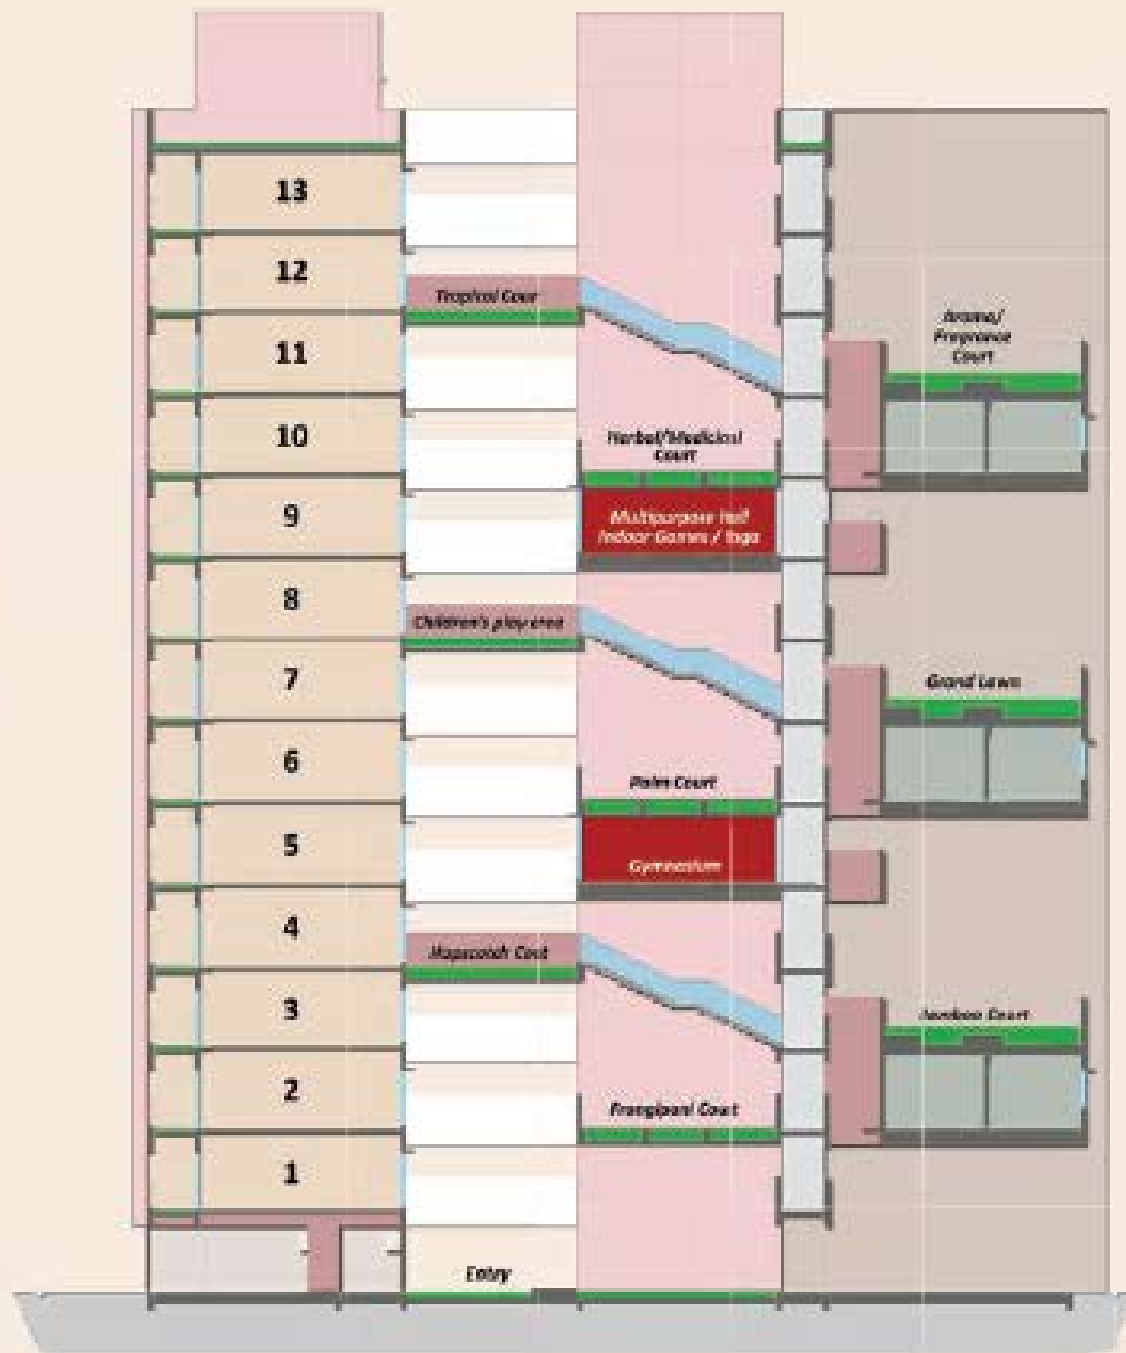 13
12
Tropical Cour
11
Aroma/
Fragrance
Court
10
Herbal/Medicinal
Court
9
Multipurpose Hall
Indoor Games / Yoga
8
Children's play area
7
Grand Lawn
6
Palm Court
5
Gymnasium
4
Hopscotch Cout
3
Court
2
Frangipani Court
1
Entry